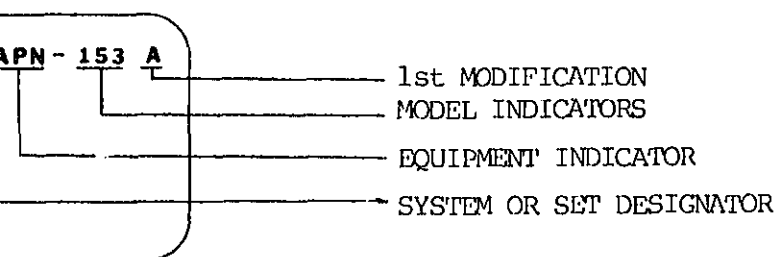 APN - 153 A
1st MODIFICATION
MODEL INDICATORS
EQUIPMENT INDICATOR
SYSTEM OR SET DESIGNATOR